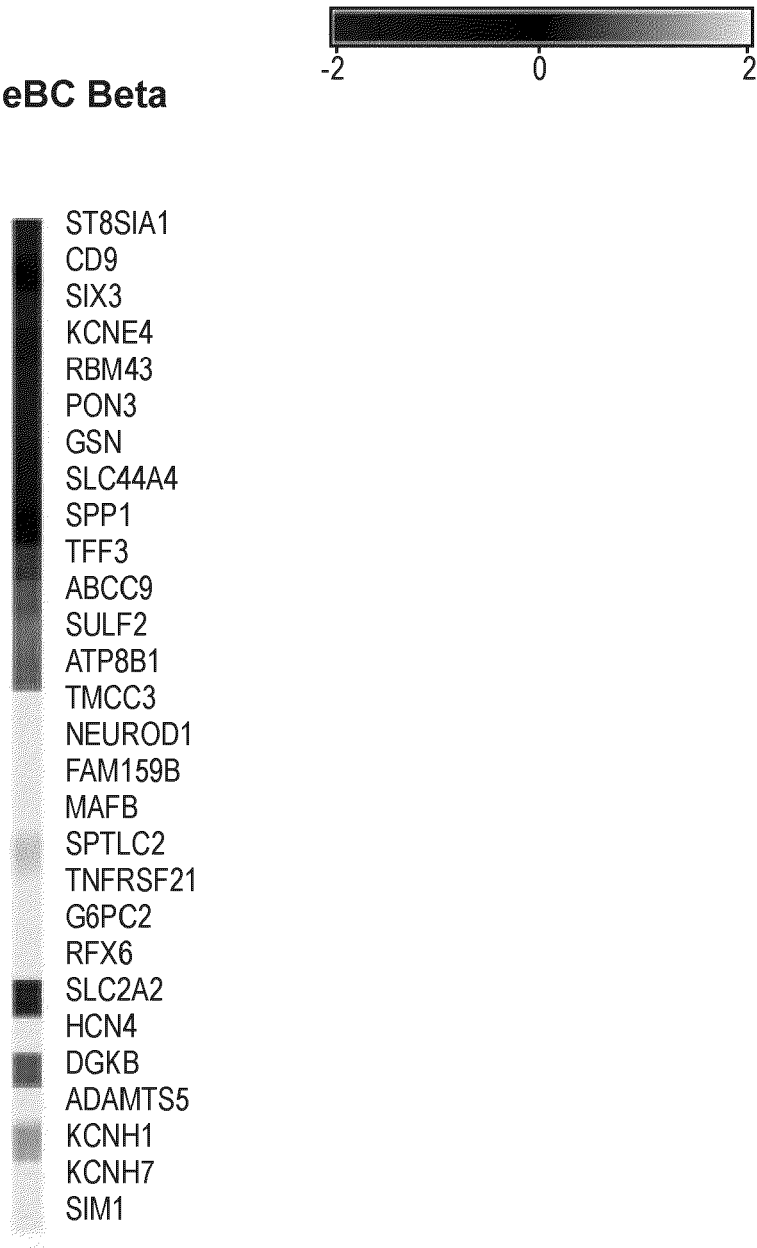 -2 0 2
eBC Beta
ST8SIA1
CD9
SIX3
KCNE4
RBM43
PON3
GSN
SLC44A4
SPP1
TFF3
ABCC9
SULF2
ATP8B1
TMCC3
NEUROD1
FAM159B
MAFB
SPTLC2
TNFRSF21
G6PC2
RFX6
SLC2A2
HCN4
DGKB
ADAMTS5
KCNH1
KCNH7
SIM1